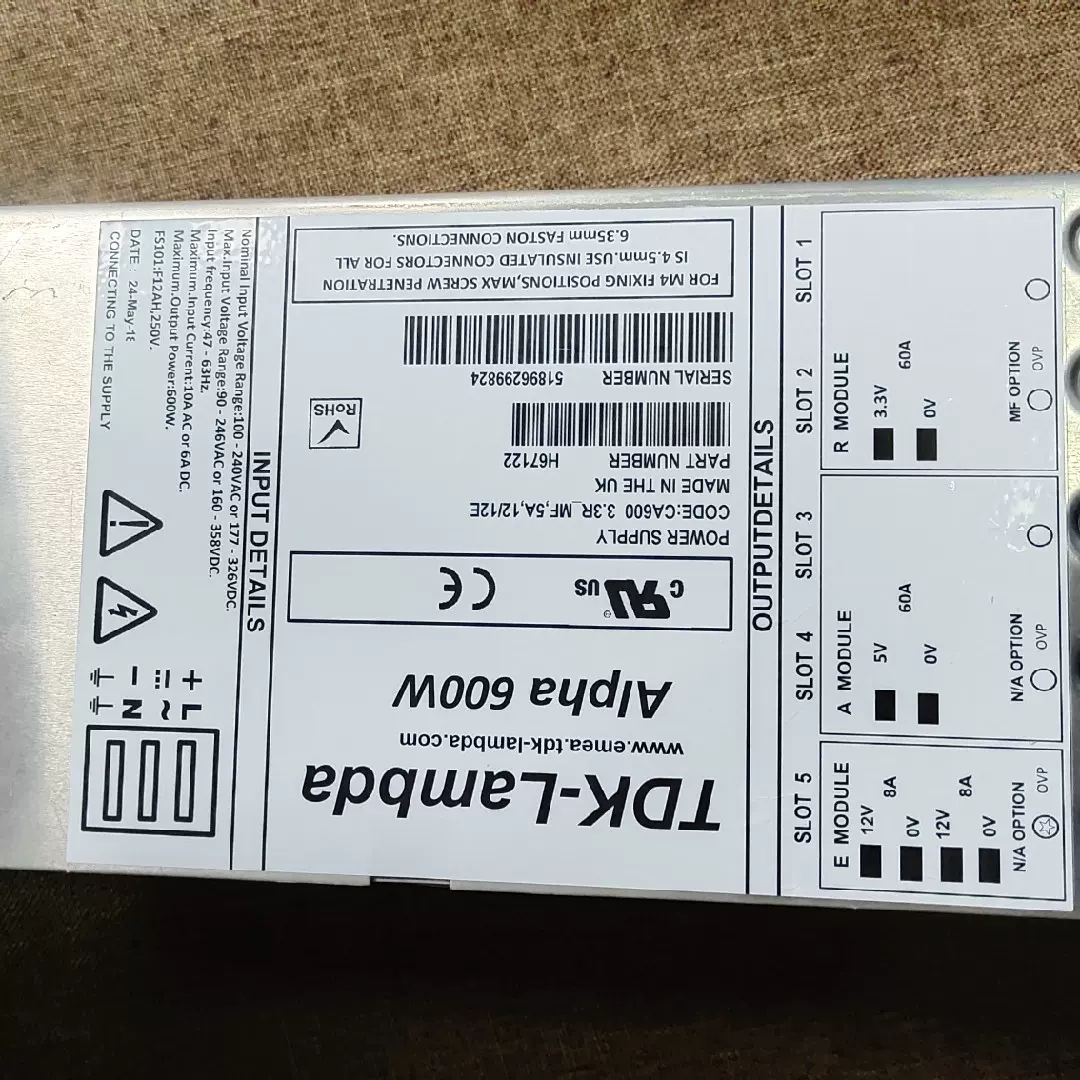 TDK-Lambda
www.emea.tdk-lambda.com
Alpha 600W
c RU US
CE
POWER SUPPLY
CODE:CA600 3.3R_MF,5A,12/12E
MADE IN THE UK
PART NUMBER H67122
SERIAL NUMBER 51896299824
RoHS
FOR M4 FIXING POSITIONS,MAX SCREW PENETRATION
IS 4.5mm.USE INSULATED CONNECTORS FOR ALL
6.35mm FASTON CONNECTIONS.
INPUT DETAILS
Nominal Input Voltage Range:100 - 240VAC or 177 - 326VDC.
Max.Input Voltage Range:90 - 246VAC or 160 - 358VDC.
Input frequency:47 - 63Hz.
Maximum.Input Current:10A AC or 6A DC.
Maximum.Output Power:600W.
FS101:F12AH,250V.
DATE : 24-May-18
CONNECTING TO THE SUPPLY
L +
~
N −
OUTPUTDETAILS
SLOT 5 SLOT 4 SLOT 3 SLOT 2 SLOT 1
E MODULE
12V 8A
0V
12V 8A
0V
N/A OPTION
OVP
A MODULE
5V
60A
0V
N/A OPTION
OVP
R MODULE
3.3V
60A
0V
MF OPTION
OVP